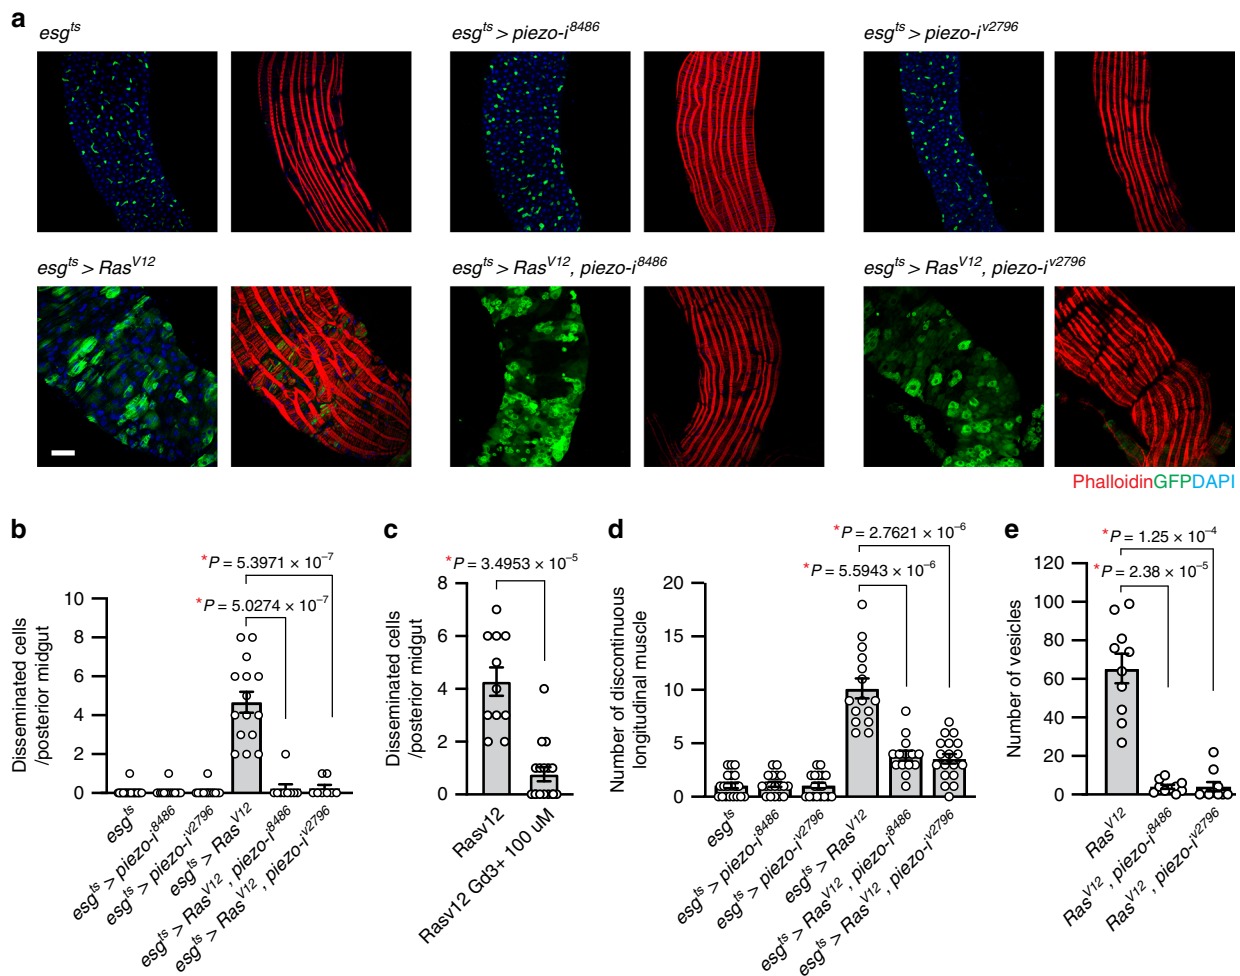 a
esg^ts
esg^ts > piezo-i^8486
esg^ts > piezo-i^v2796
esg^ts > Ras^V12
esg^ts > Ras^V12, piezo-i^8486
esg^ts > Ras^V12, piezo-i^v2796
PhalloidinGFPDAPI
b
Disseminated cells
/posterior midgut
10
8
6
4
2
0
*P = 5.3971 × 10^–7
*P = 5.0274 × 10^–7
esg^ts
esg^ts > piezo-i^8486
esg^ts > piezo-i^v2796
esg^ts > Ras^V12
esg^ts > Ras^V12, piezo-i^8486
esg^ts > Ras^V12, piezo-i^v2796
c
Disseminated cells
/posterior midgut
8
6
4
2
0
*P = 3.4953 × 10^–5
Rasv12
Rasv12 Gd3+ 100 uM
d
Number of discontinuous
longitudinal muscle
20
15
10
5
0
*P = 2.7621 × 10^–6
*P = 5.5943 × 10^–6
esg^ts
esg^ts > piezo-i^8486
esg^ts > piezo-i^v2796
esg^ts > Ras^V12
esg^ts > Ras^V12, piezo-i^8486
esg^ts > Ras^V12, piezo-i^v2796
e
Number of vesicles
120
100
80
60
40
20
0
*P = 1.25 × 10^–4
*P = 2.38 × 10^–5
Ras^V12
Ras^V12, piezo-i^8486
Ras^V12, piezo-i^v2796